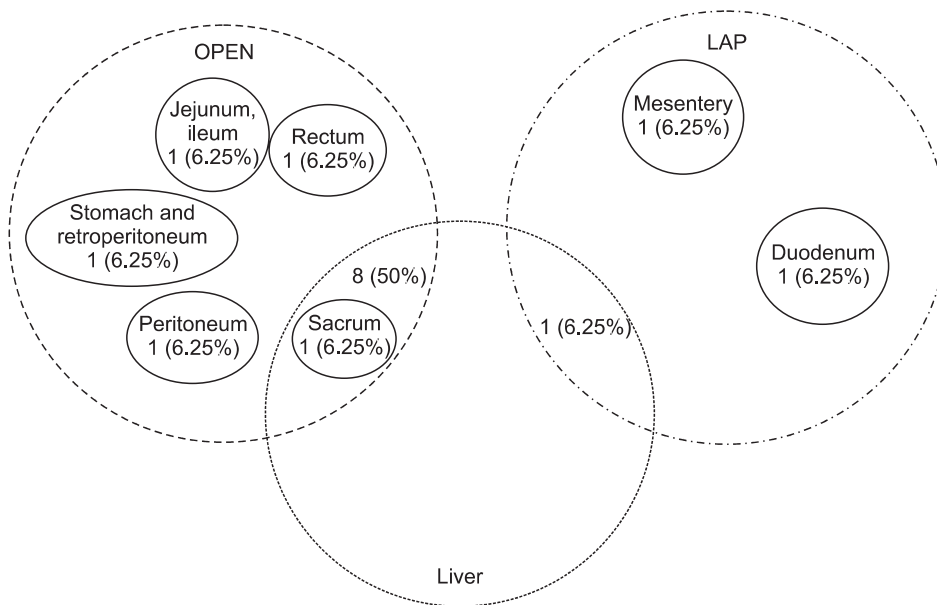 OPEN
Jejunum,
ileum
1 (6.25%)
Rectum
1 (6.25%)
Stomach and
retroperitoneum
1 (6.25%)
Peritoneum
1 (6.25%)
8 (50%)
Sacrum
1 (6.25%)
LAP
Mesentery
1 (6.25%)
Duodenum
1 (6.25%)
1 (6.25%)
Liver